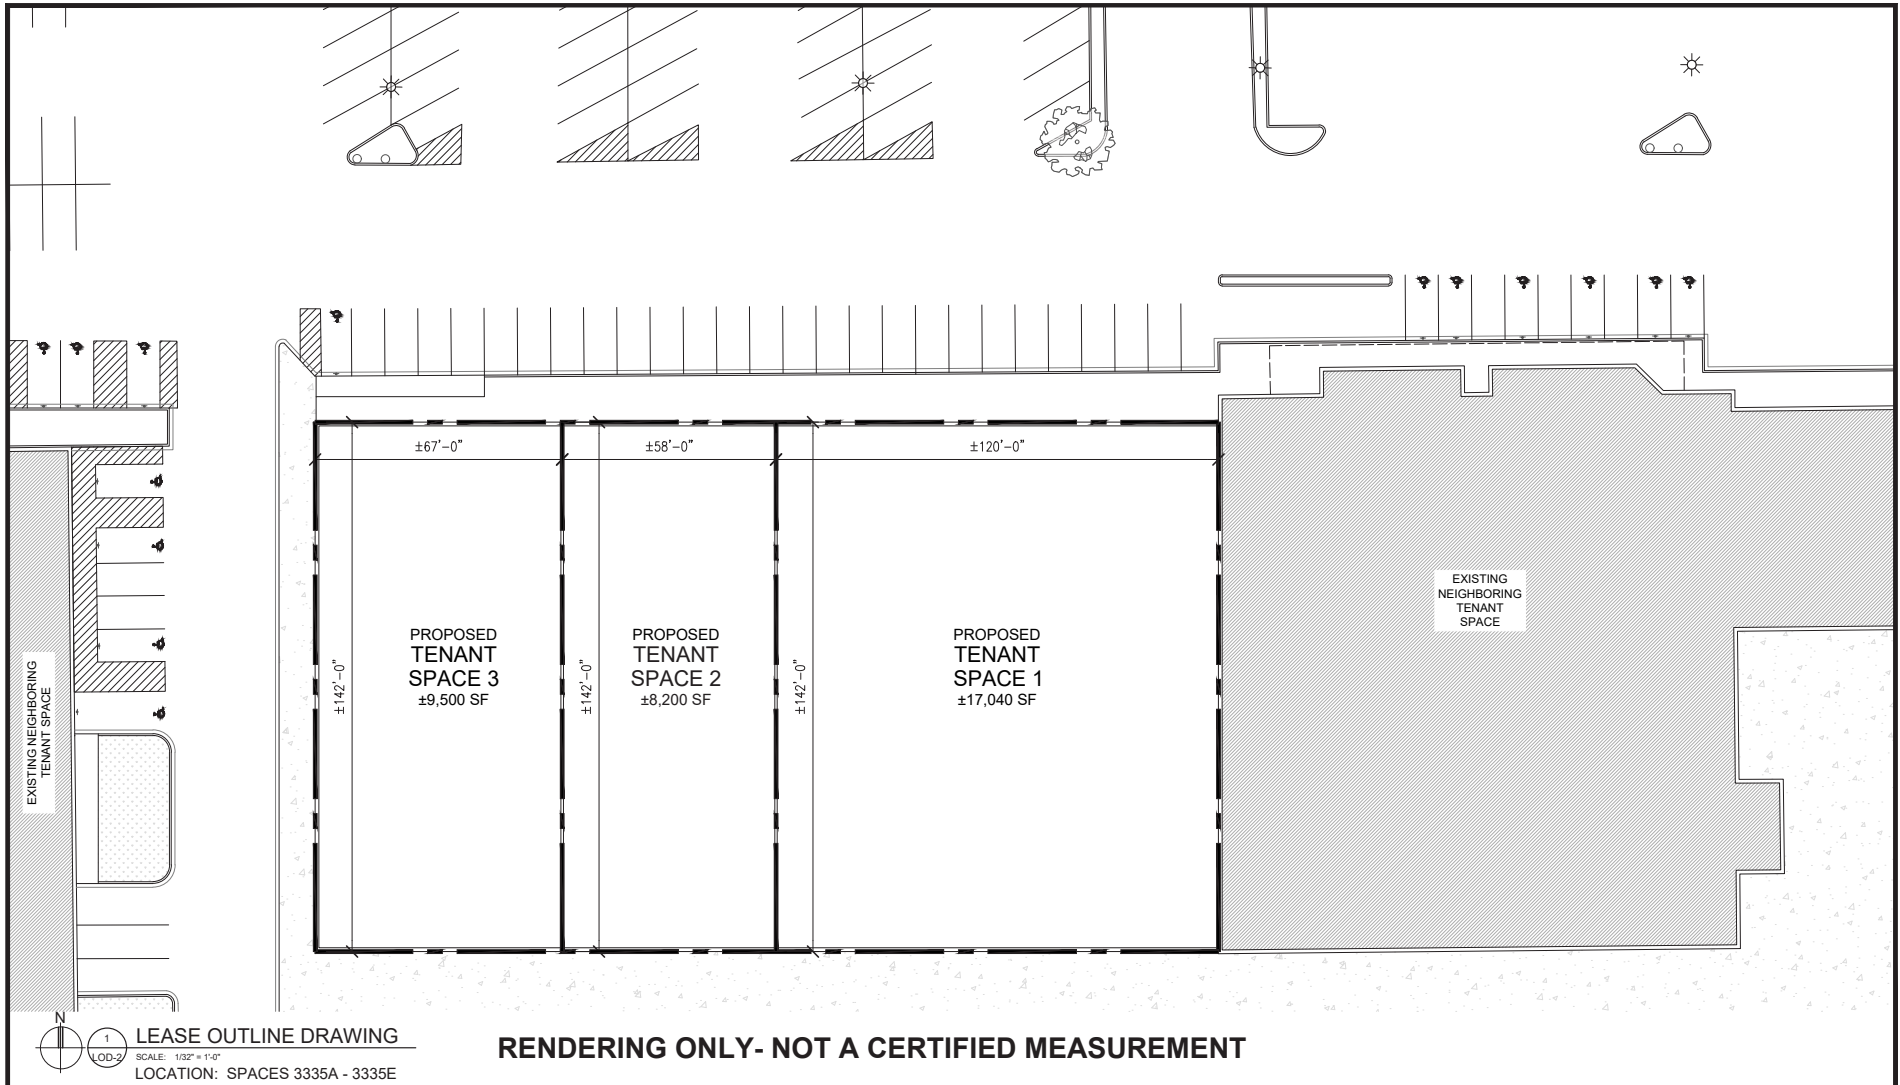 ±67'-0"
±58'-0"
±120'-0"
EXISTING
NEIGHBORING
TENANT
SPACE
PROPOSED
TENANT
SPACE 3
±9,500 SF
PROPOSED
TENANT
SPACE 2
±8,200 SF
PROPOSED
TENANT
SPACE 1
±17,040 SF
±142'-0"
±142'-0"
±142'-0"
EXISTING NEIGHBORING
TENANT SPACE
N
1
LOD-2
LEASE OUTLINE DRAWING
SCALE: 1/32" = 1'-0"
LOCATION: SPACES 3335A - 3335E
RENDERING ONLY- NOT A CERTIFIED MEASUREMENT